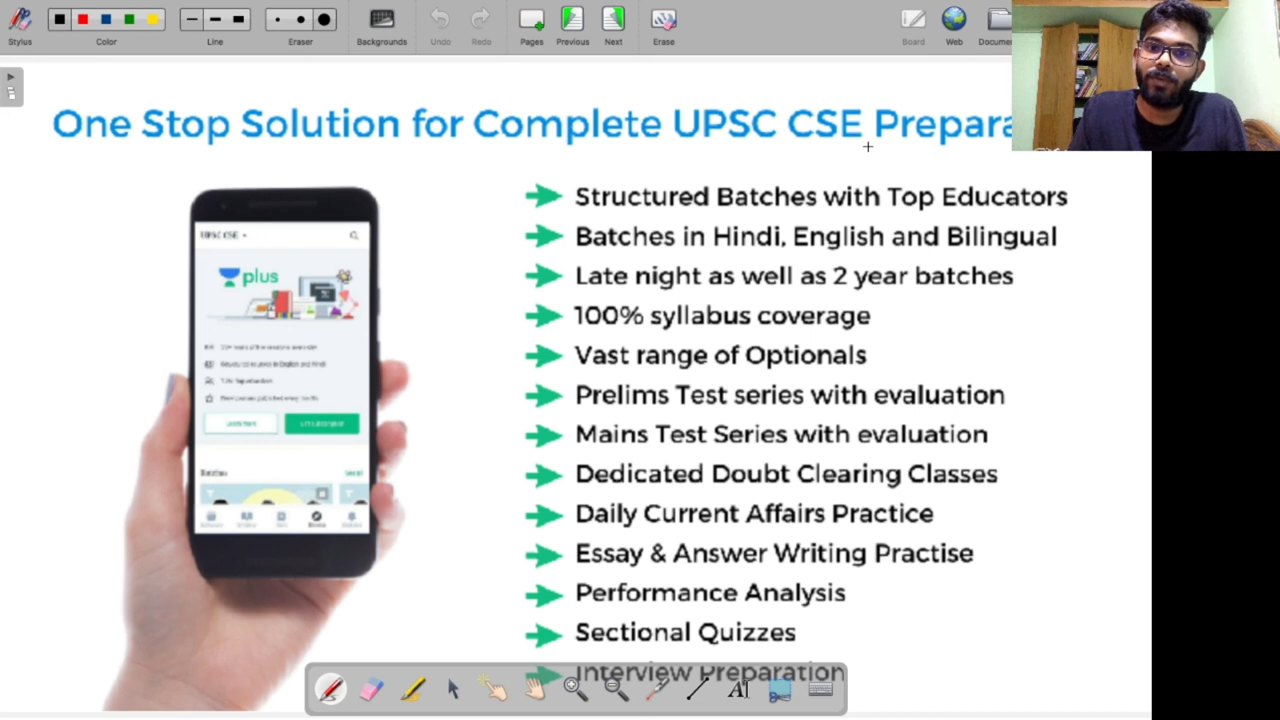 Stylus
Color
Line
Eraser
Backgrounds
Undo
Redo
Pages
Previous
Next
Erase
Board
Web
One Stop Solution for Complete UPSC CSE
UPSC CSE
plus
Structured Batches with Top Educators
Batches in Hindi, English and Bilingual
Late night as well as 2 year batches
100% syllabus coverage
Vast range of Optionals
Prelims Test series with evaluation
Mains Test Series with evaluation
Dedicated Doubt Clearing Classes
Daily Current Affairs Practice
Essay & Answer Writing Practise
Performance Analysis
Sectional Quizzes
Interview Preparation
Batches